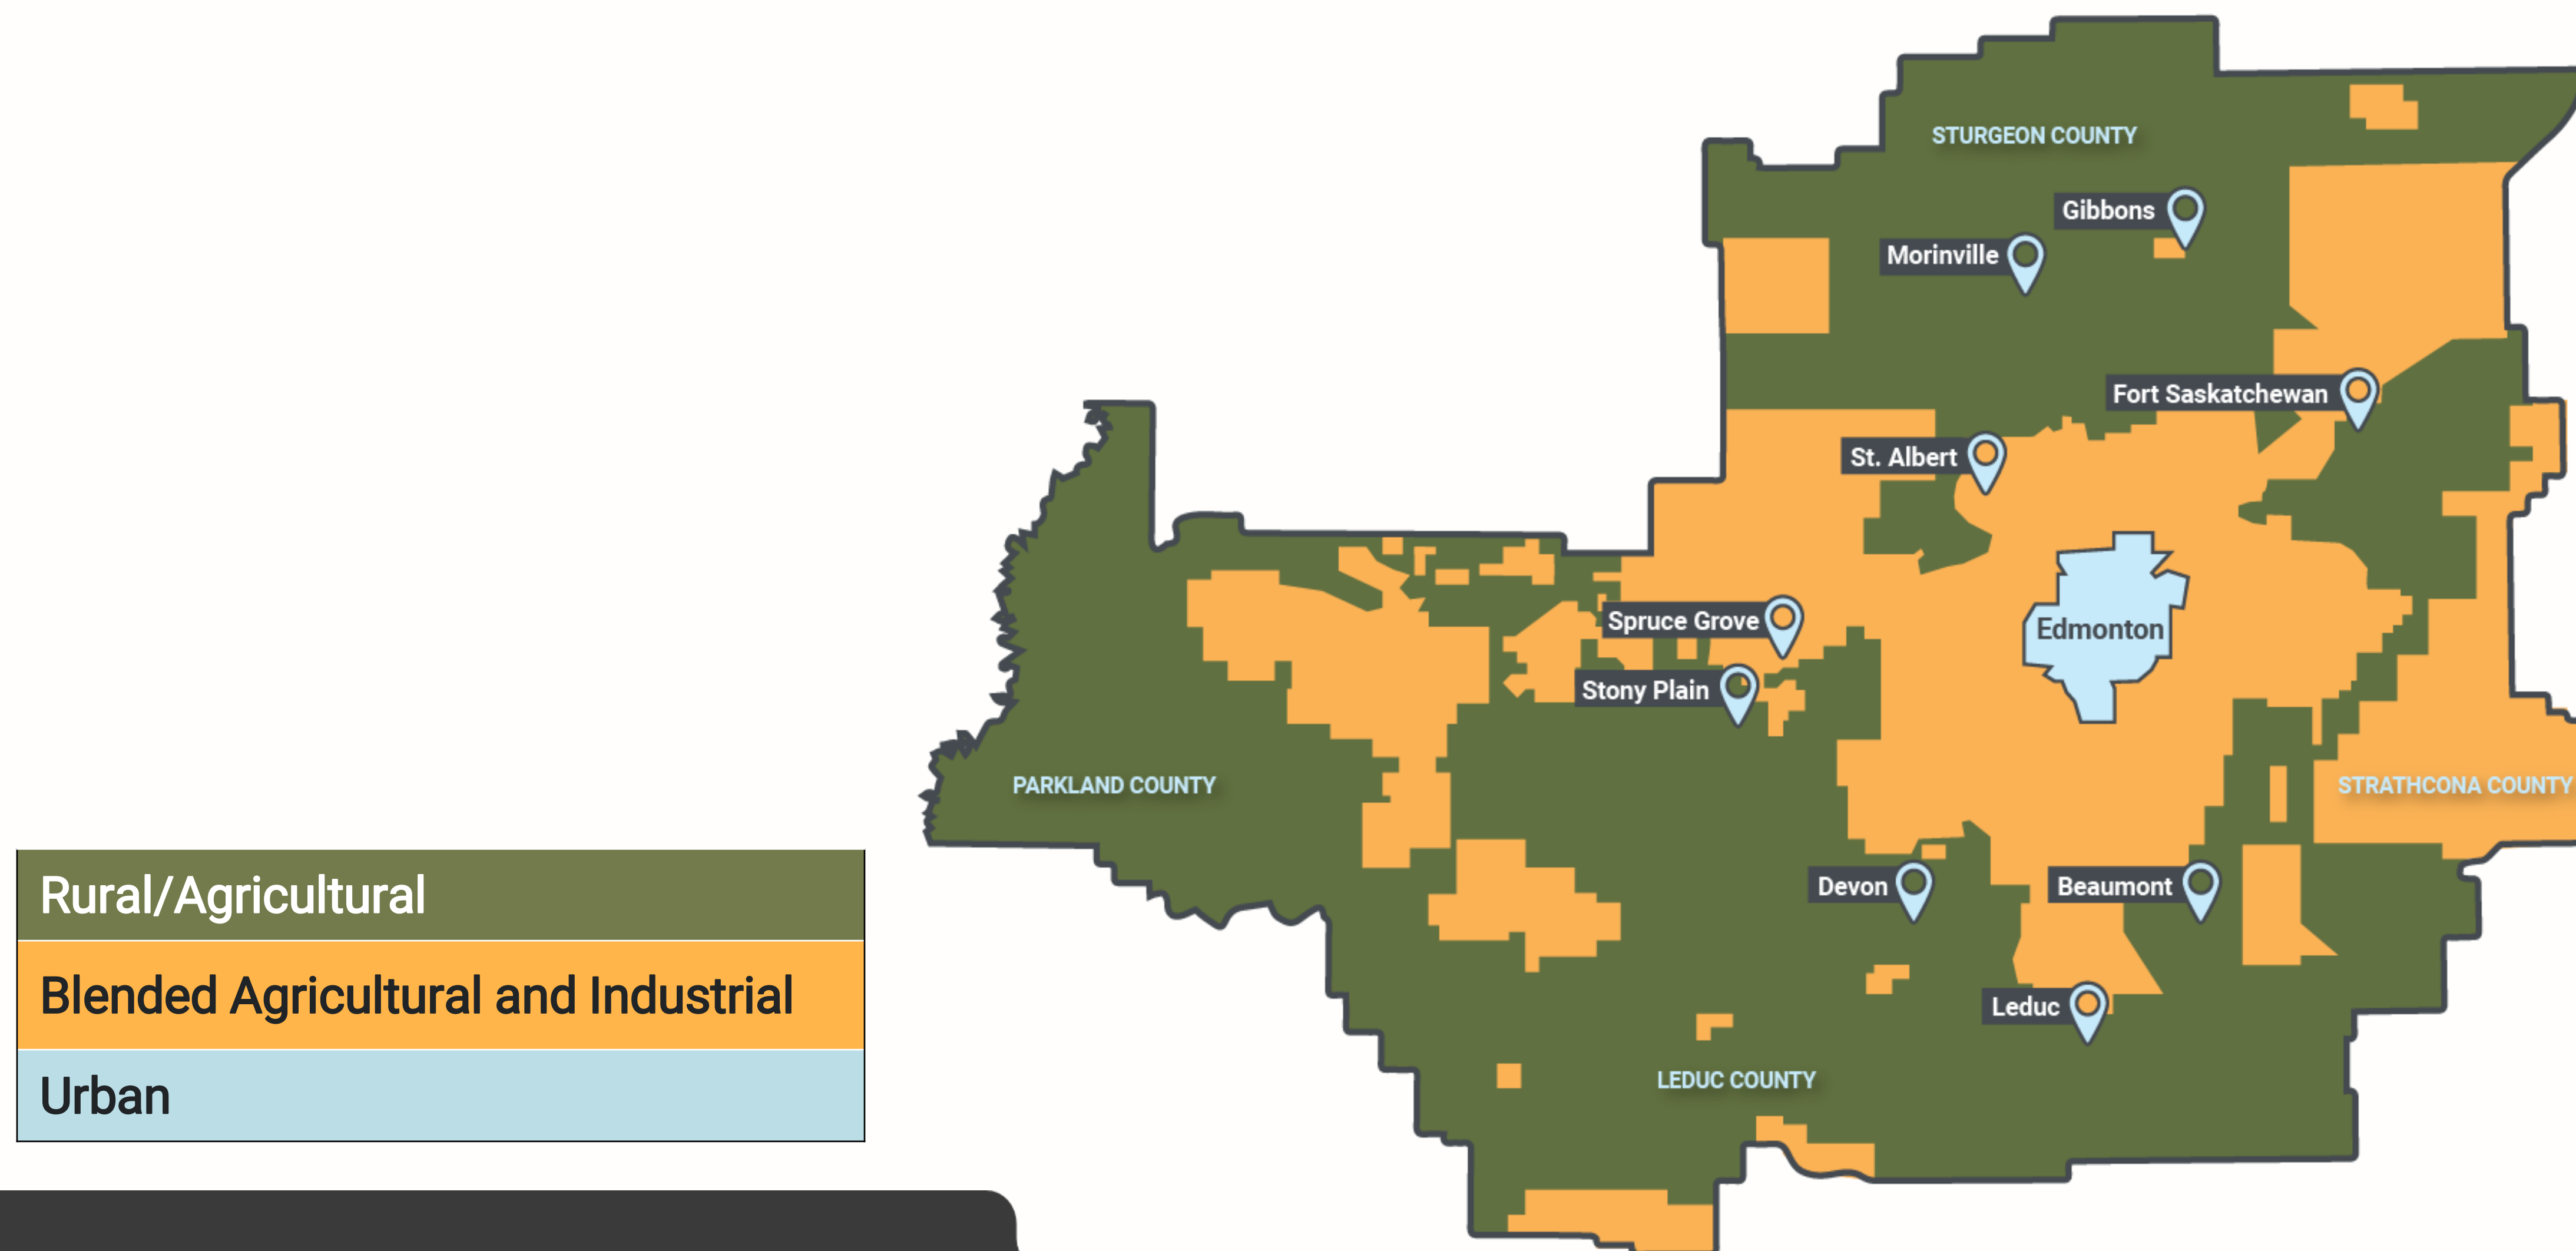 STURGEON COUNTY
Gibbons
Morinville
Fort Saskatchewan
St. Albert
Spruce Grove
Edmonton
Stony Plain
PARKLAND COUNTY
STRATHCONA COUNTY
Devon
Beaumont
Leduc
LEDUC COUNTY
Rural/Agricultural
Blended Agricultural and Industrial
Urban